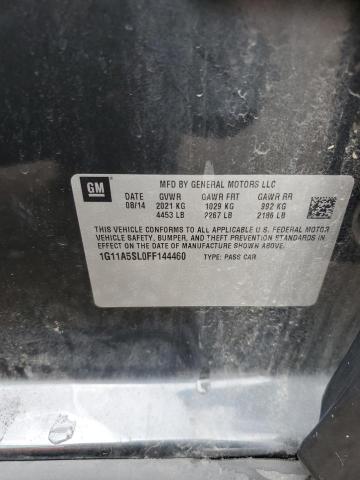 GM
MFD BY GENERAL MOTORS LLC
DATE GVWR GAWR FRT GAWR RR
08/14 2021 KG 1029 KG 992 KG
4453 LB 2267 LB 2186 LB
THIS VEHICLE CONFORMS TO ALL APPLICABLE U.S. FEDERAL MOTOR
VEHICLE SAFETY, BUMPER, AND THEFT PREVENTION STANDARDS
IN EFFECT ON THE DATE OF MANUFACTURE SHOWN ABOVE.
1G11A5SL0FF144460 TYPE: PASS CAR